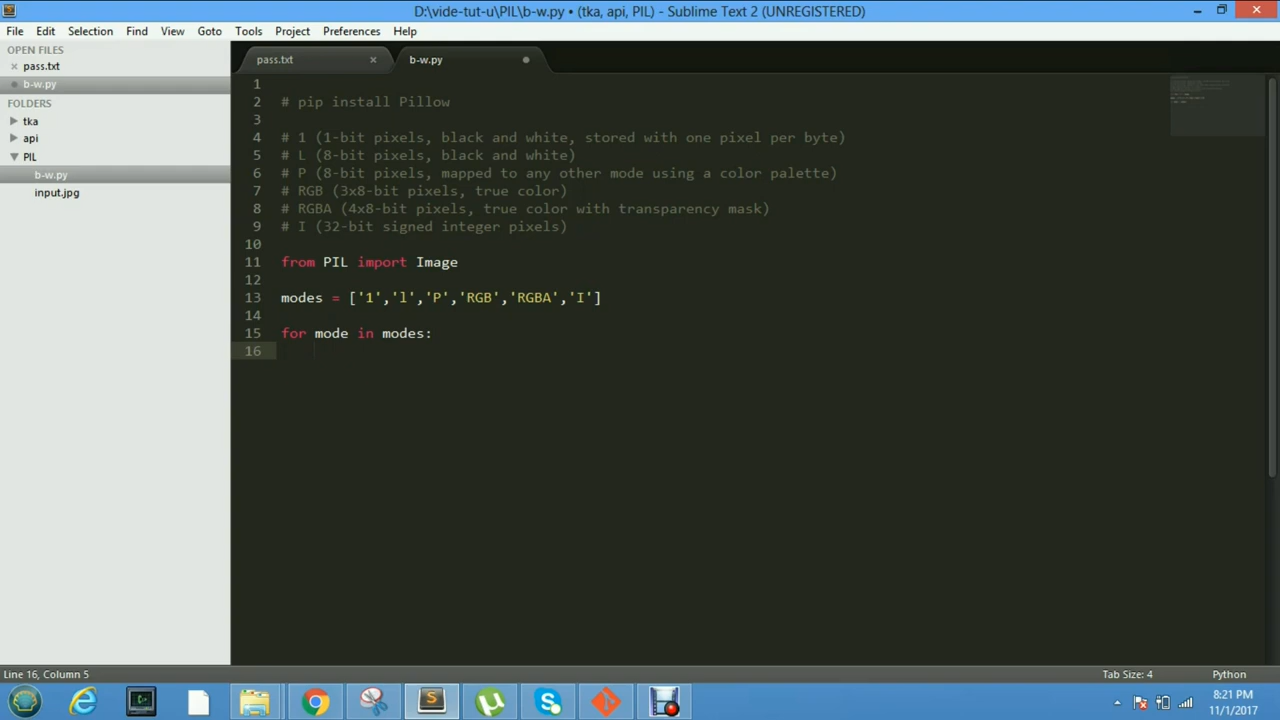 D:\vide-tut-u\PIL\b-w.py • (tka, api, PIL) - Sublime Text 2 (UNREGISTERED)
File Edit Selection Find View Goto Tools Project Preferences Help
OPEN FILES
pass.txt
b-w.py
FOLDERS
tka
api
PIL
b-w.py
input.jpg
pass.txt
b-w.py
1
2 # pip install Pillow
3
4 # 1 (1-bit pixels, black and white, stored with one pixel per byte)
5 # L (8-bit pixels, black and white)
6 # P (8-bit pixels, mapped to any other mode using a color palette)
7 # RGB (3x8-bit pixels, true color)
8 # RGBA (4x8-bit pixels, true color with transparency mask)
9 # I (32-bit signed integer pixels)
10
11 from PIL import Image
12
13 modes = ['1','l','P','RGB','RGBA','I']
14
15 for mode in modes:
16
Line 16, Column 5
Tab Size: 4
Python
8:21 PM
11/1/2017